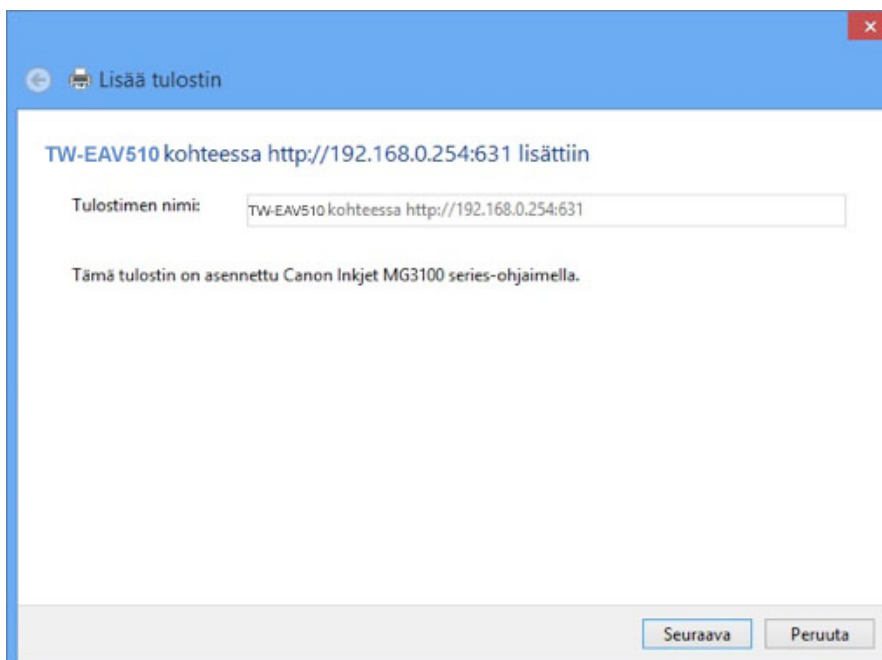 Lisää tulostin
TW-EAV510 kohteessa http://192.168.0.254:631 lisättiin
Tulostimen nimi: TW-EAV510 kohteessa http://192.168.0.254:631
Tämä tulostin on asennettu Canon Inkjet MG3100 series-ohjaimella.
Seuraava Peruuta